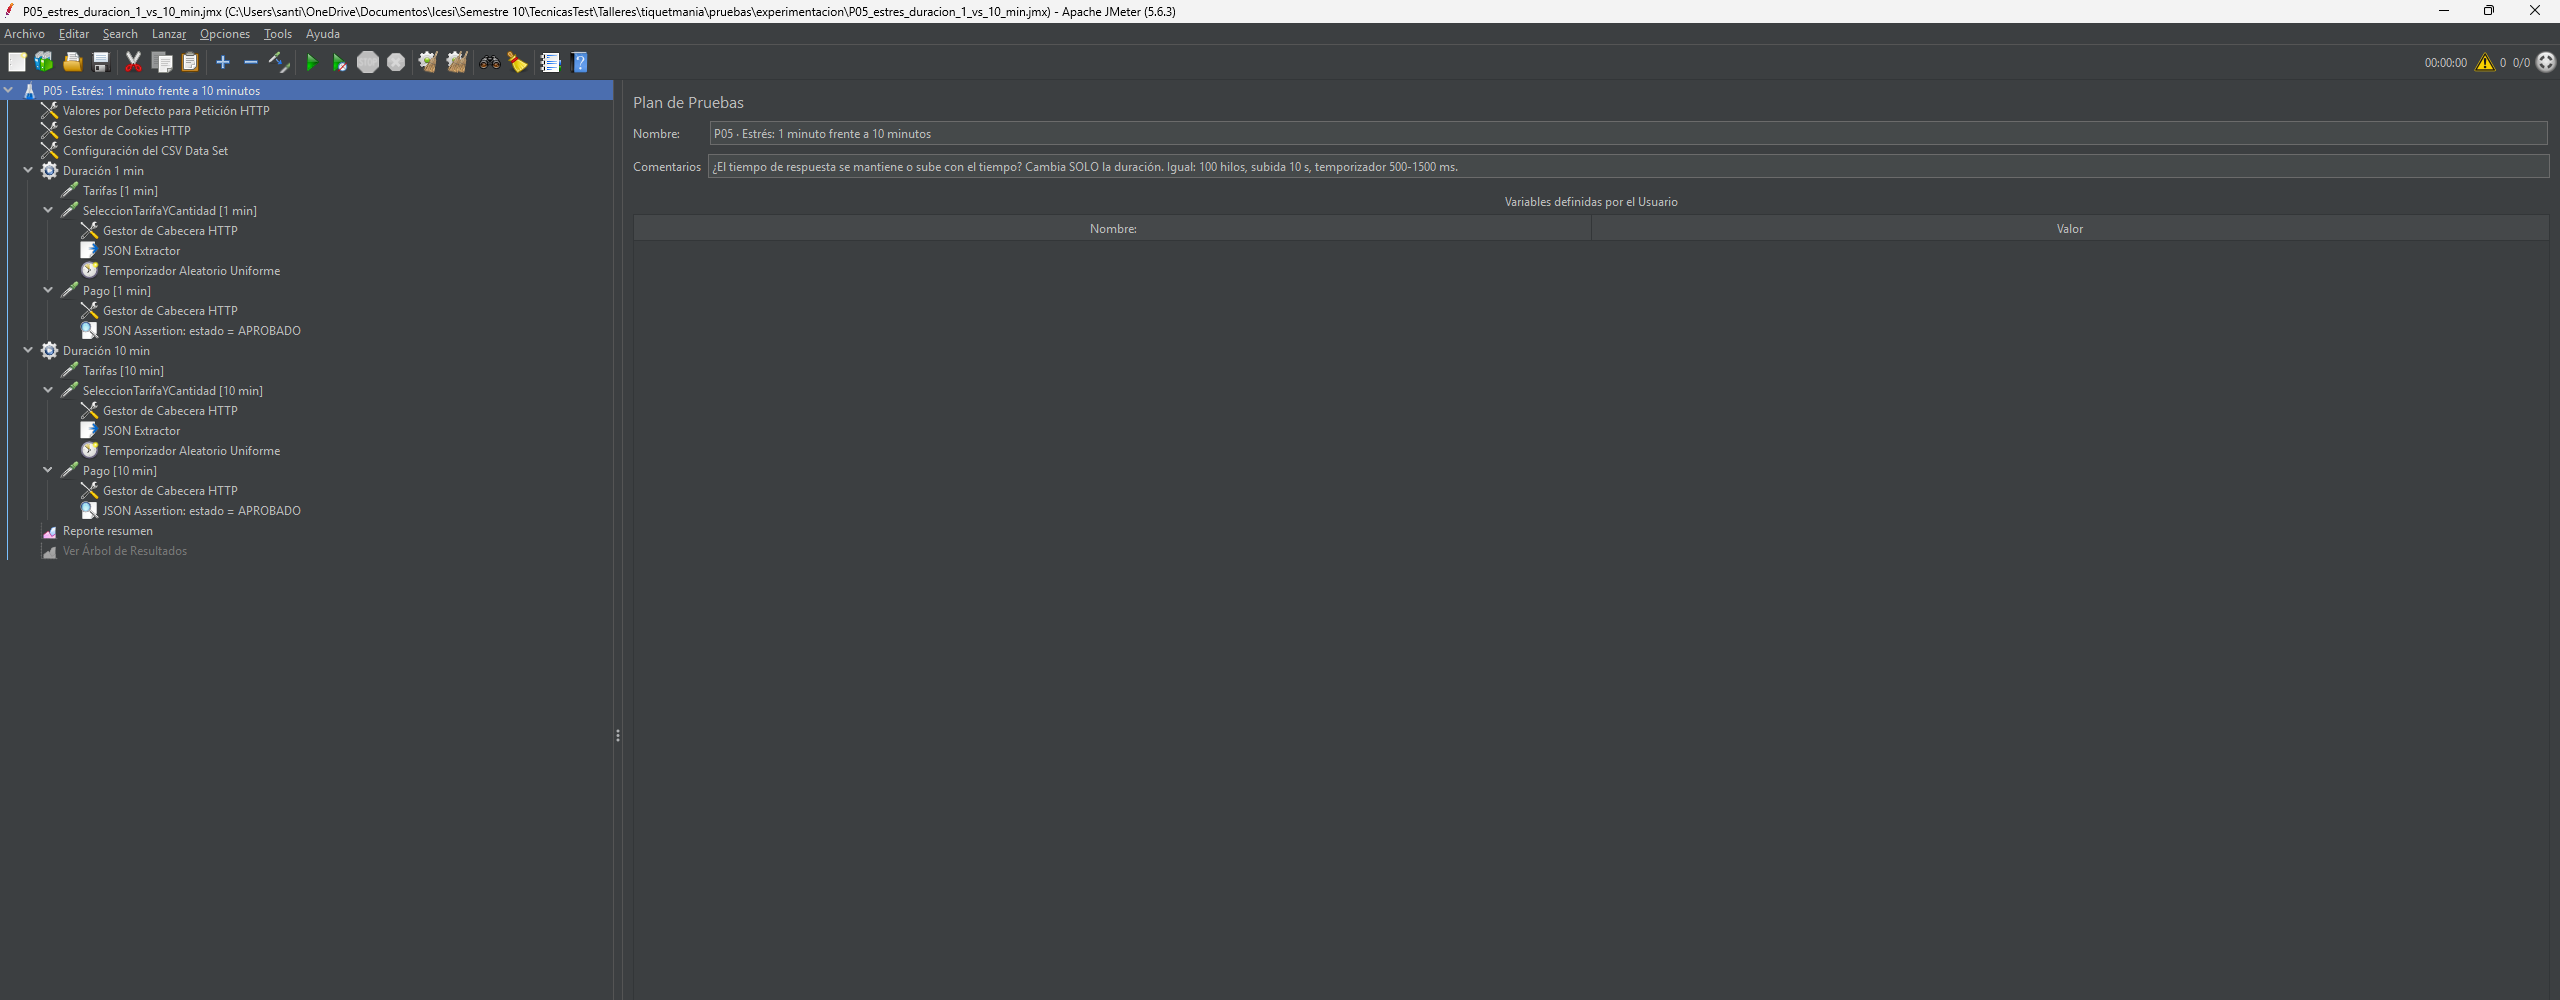 P05_estres_duracion_1_vs_10_min.jmx (C:\Users\santi\OneDrive\Documentos\Icesi\Semestre 10\TecnicasTest\Talleres\tiquetmania\pruebas\experimentacion\P05_estres_duracion_1_vs_10_min.jmx) - Apache JMeter (5.6.3)
Archivo Editar Search Lanzar Opciones Tools Ayuda
STOP
00:00:00 0 0/0
P05 · Estrés: 1 minuto frente a 10 minutos
Valores por Defecto para Petición HTTP
Gestor de Cookies HTTP
Configuración del CSV Data Set
Duración 1 min
Tarifas [1 min]
SeleccionTarifaYCantidad [1 min]
Gestor de Cabecera HTTP
JSON Extractor
Temporizador Aleatorio Uniforme
Pago [1 min]
Gestor de Cabecera HTTP
JSON Assertion: estado = APROBADO
Duración 10 min
Tarifas [10 min]
SeleccionTarifaYCantidad [10 min]
Gestor de Cabecera HTTP
JSON Extractor
Temporizador Aleatorio Uniforme
Pago [10 min]
Gestor de Cabecera HTTP
JSON Assertion: estado = APROBADO
Reporte resumen
Ver Árbol de Resultados
Plan de Pruebas
Nombre: P05 · Estrés: 1 minuto frente a 10 minutos
Comentarios ¿El tiempo de respuesta se mantiene o sube con el tiempo? Cambia SOLO la duración. Igual: 100 hilos, subida 10 s, temporizador 500-1500 ms.
Variables definidas por el Usuario
Nombre: Valor